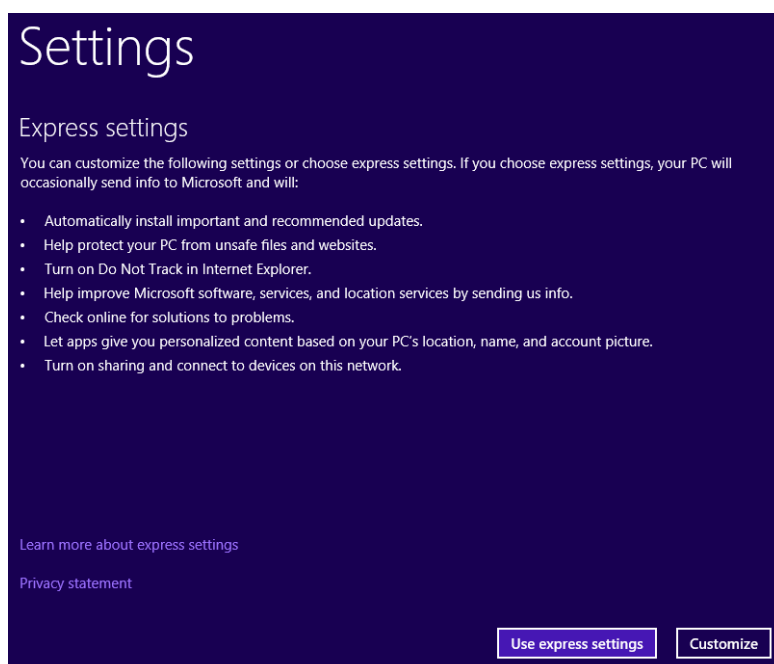 Settings
Express settings
You can customize the following settings or choose express settings. If you choose express settings, your PC will
occasionally send info to Microsoft and will:
• Automatically install important and recommended updates.
• Help protect your PC from unsafe files and websites.
• Turn on Do Not Track in Internet Explorer.
• Help improve Microsoft software, services, and location services by sending us info.
• Check online for solutions to problems.
• Let apps give you personalized content based on your PC's location, name, and account picture.
• Turn on sharing and connect to devices on this network.
Learn more about express settings
Privacy statement
Use express settings Customize